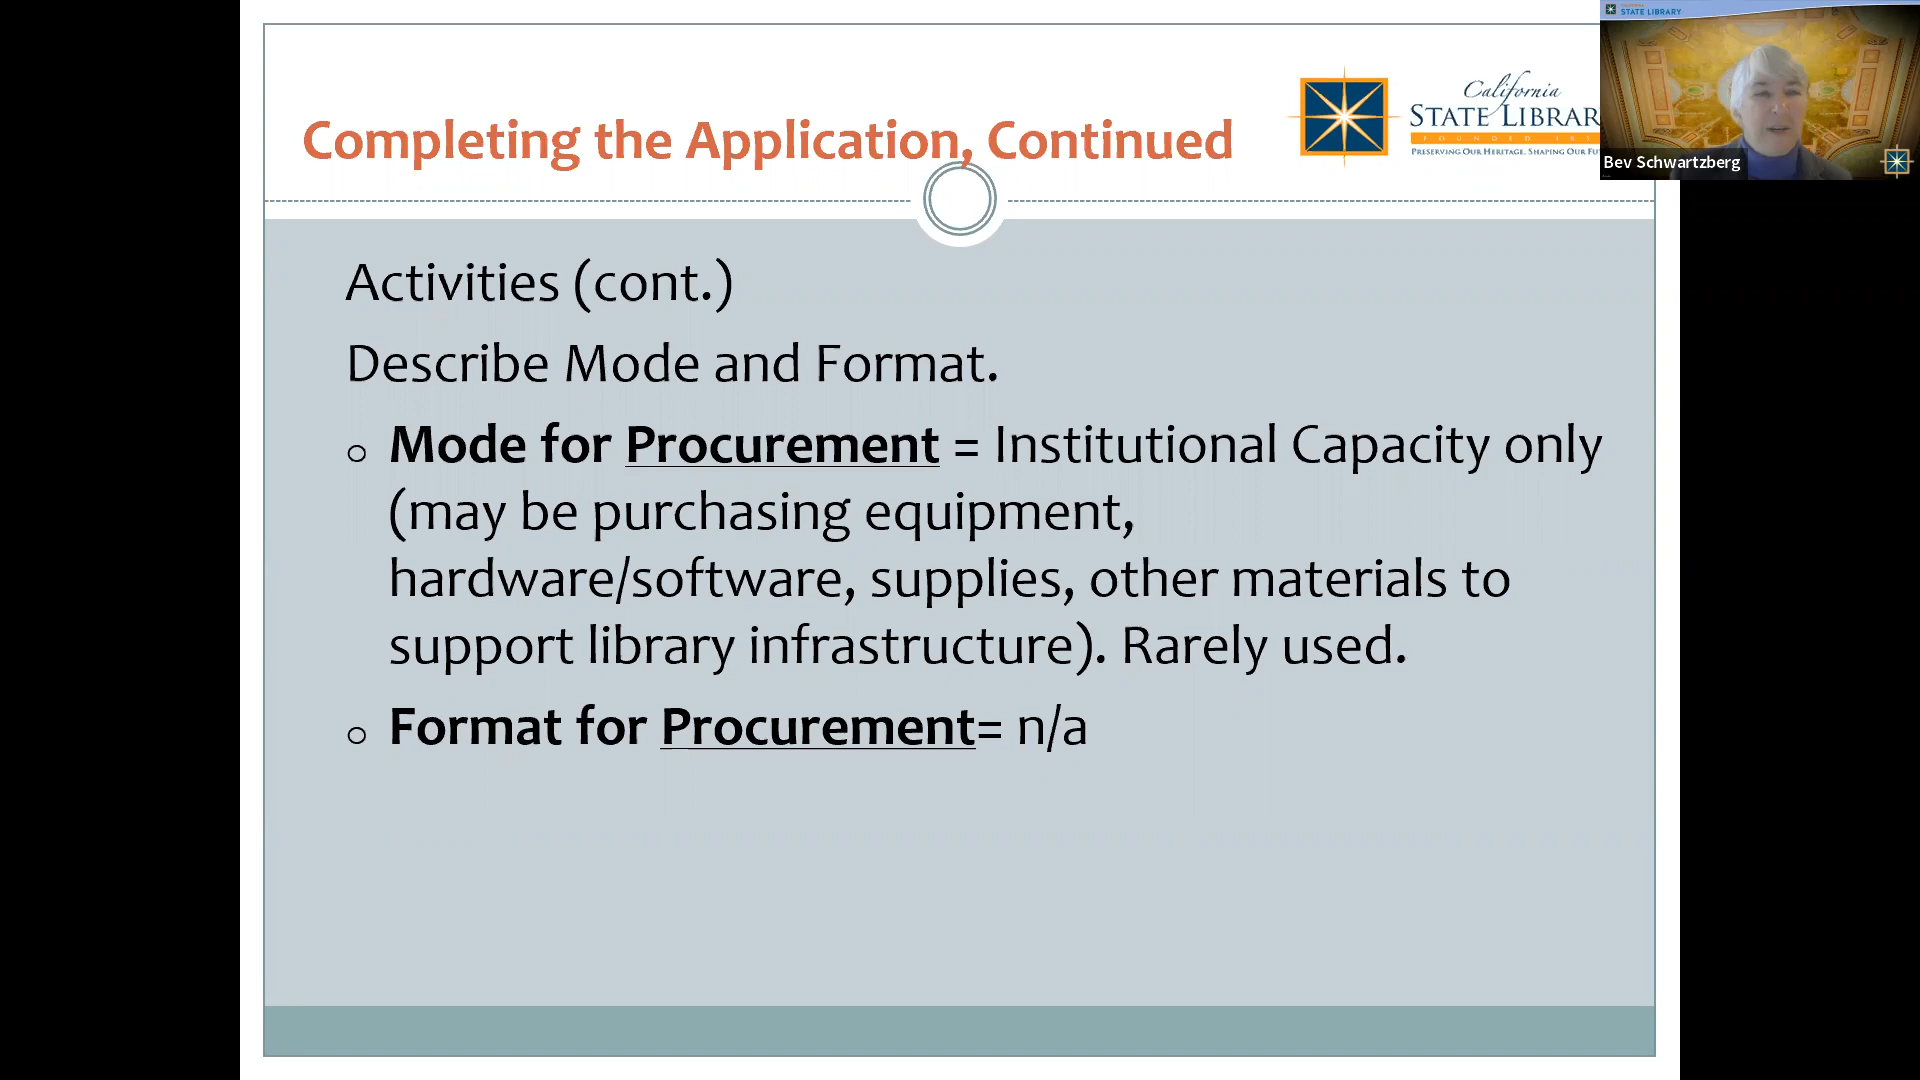 Completing the Application, Continued
California
STATE LIBRAR
PRESERVING OUR HERITAGE, SHAPING OUR FU
STATE LIBRARY
Bev Schwartzberg
Activities (cont.)
Describe Mode and Format.
Mode for Procurement = Institutional Capacity only
(may be purchasing equipment,
hardware/software, supplies, other materials to
support library infrastructure). Rarely used.
Format for Procurement= n/a